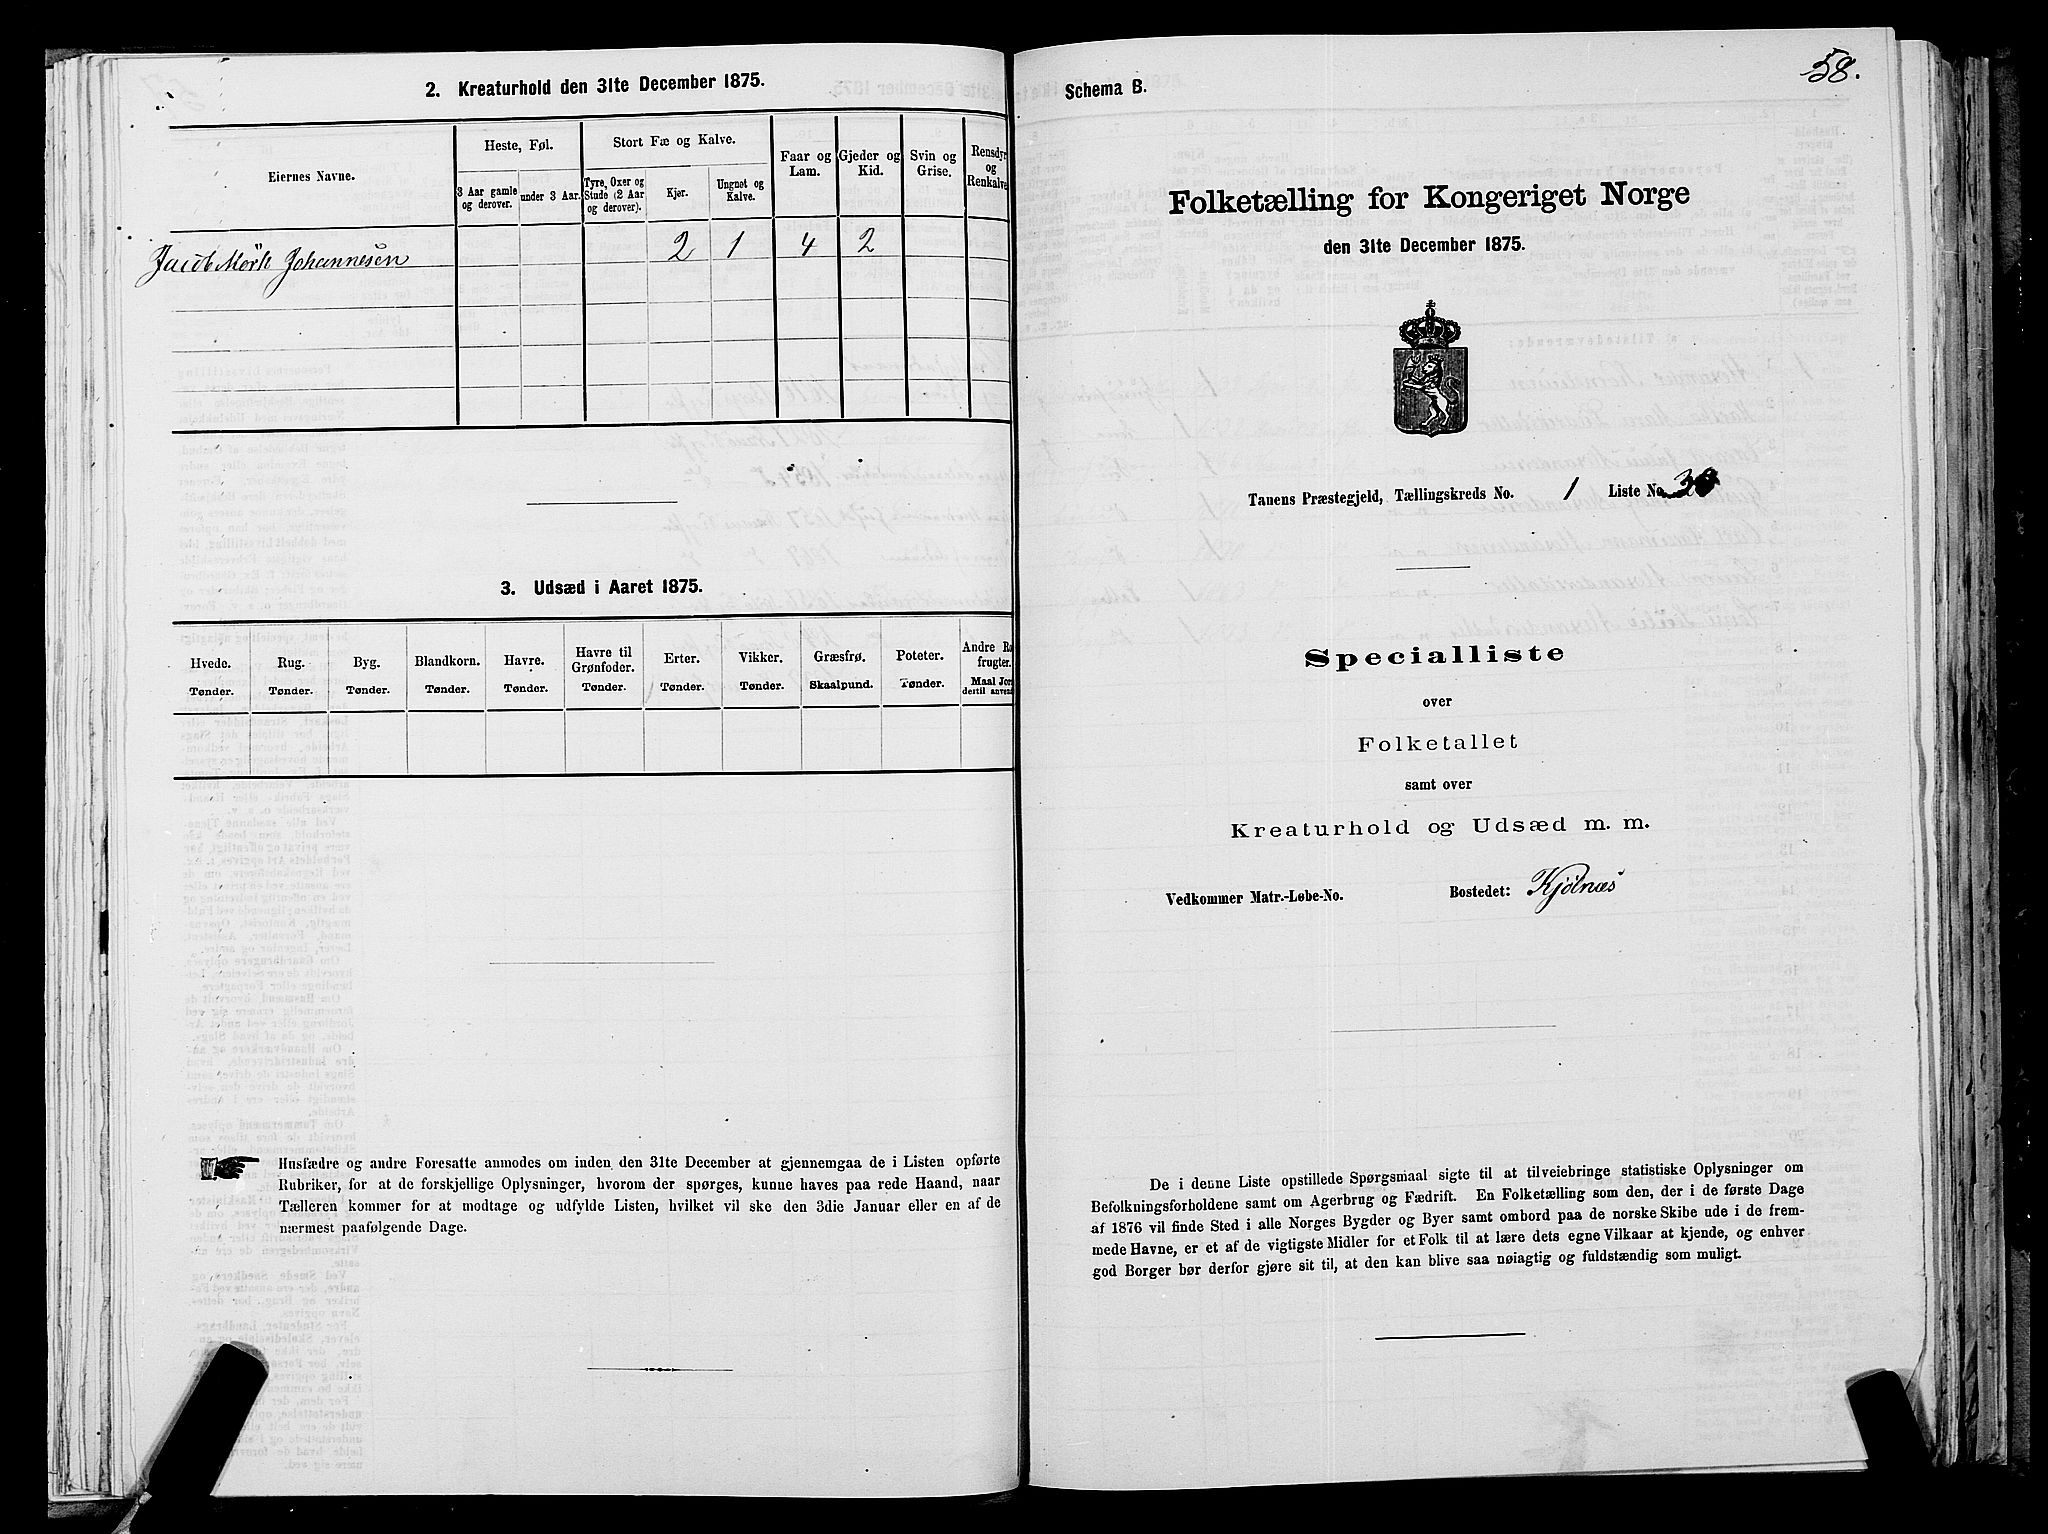 2. Kreaturhold den 31te December 1875.
Eiernes Navne.
Heste, Føl.
3 Aar gamle og derover.
under 3 Aar.
Stort Fæ og Kalve.
Tyre, Oxer og Stude (2 Aar og derover).
Kjør.
Ungnøt og Kalve.
Faar og Lam.
Gjeder og Kid.
Svin og Grise.
Rensdyr og Renkalve
Jacob Mörk Johannesen 2 1 4 2
3. Udsæd i Aaret 1875.
Hvede. Rug. Byg. Blandkorn. Havre. Havre til Grønfoder. Erter. Vikker. Græsfrø. Poteter. Andre Ro frugter.
Tønder. Tønder. Tønder. Tønder. Tønder. Tønder. Tønder. Tønder. Skaalpund. Tønder. Maal Jor destil anvend
Husfædre og andre Foresatte anmodes om inden den 31te December at gjennemgaa de i Listen opførte
Rubriker, for at de forskjellige Oplysninger, hvorom der spørges, kunne haves paa rede Haand, naar
Tælleren kommer for at modtage og udfylde Listen, hvilket vil ske den 3die Januar eller en af de
nærmest paafølgende Dage.
58.
Schema B.
Folketælling for Kongeriget Norge
den 31te December 1875.
Tanens Præstegjeld, Tællingskreds No. 1 Liste No.
Specialliste
over
Folketallet
samt over
Kreaturhold og Udsæd m. m.
Vedkommer Matr.-Løbe-No. Bostedet: Kjölnæs
De i denne Liste opstillede Spørgsmaal sigte til at tilveiebringe statistiske Oplysninger om
Befolkningsforholdene samt om Agerbrug og Fædrift. En Folketælling som den, der i de første Dage
af 1876 vil finde Sted i alle Norges Bygder og Byer samt ombord paa de norske Skibe ude i de frem-
mede Havne, er et af de vigtigste Midler for et Folk til at lære dets egne Vilkaar at kjende, og enhver
god Borger bør derfor gjøre sit til, at den kan blive saa nøiagtig og fuldstændig som muligt.